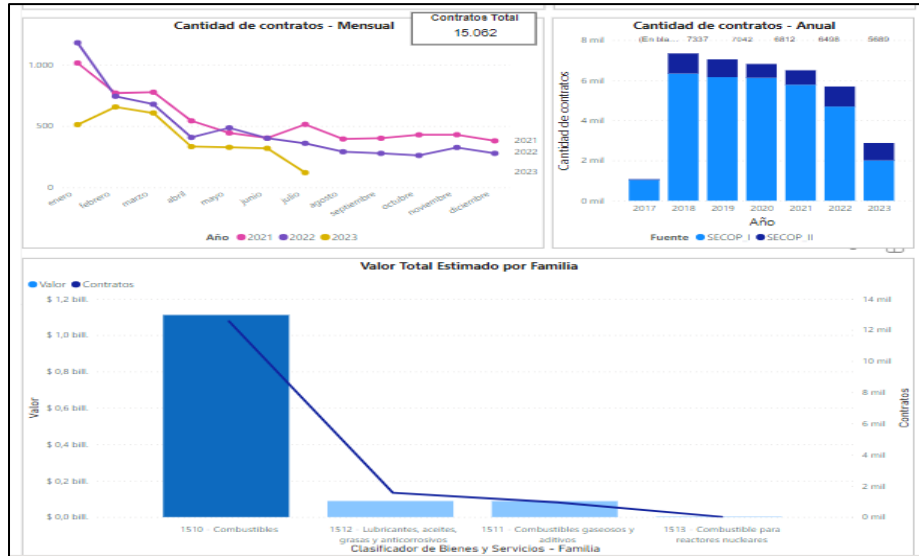 Cantidad de contratos - Mensual
Contratos Total
15.062
1.000
500
0
2021
2022
2023
enero
febrero
marzo
abril
mayo
junio
julio
agosto
septiembre
octubre
noviembre
diciembre
Año 2021 2022 2023
Cantidad de contratos - Anual
(En bla... 7337 7042 6812 6498 5689
8 mil
6 mil
4 mil
2 mil
0 mil
Cantidad de contratos
2017 2018 2019 2020 2021 2022 2023
Año
Fuente SECOP_I SECOP_II
Valor Total Estimado por Familia
Valor Contratos
$ 1,2 bill.
$ 1,0 bill.
$ 0,8 bill.
$ 0,6 bill.
$ 0,4 bill.
$ 0,2 bill.
$ 0,0 bill.
Valor
14 mil
12 mil
10 mil
8 mil
6 mil
4 mil
2 mil
0 mil
Contratos
1510 - Combustibles
1512 - Lubricantes, aceites,
grasas y anticorrosivos
1511 - Combustibles gaseosos y
aditivos
1513 - Combustible para
reactores nucleares
Clasificador de Bienes y Servicios - Familia